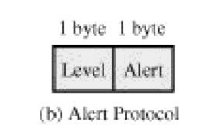 1 byte 1 byte
Level Alert
(b) Alert Protocol